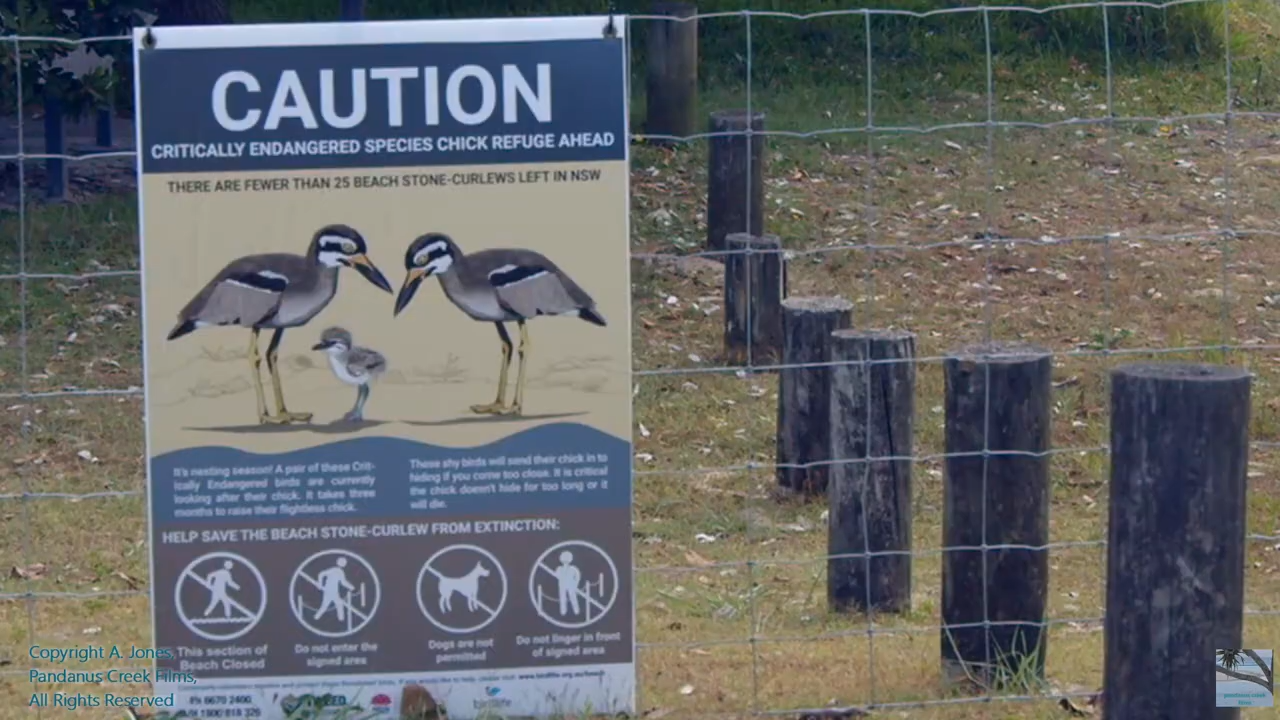 CAUTION
CRITICALLY ENDANGERED SPECIES CHICK REFUGE AHEAD
THERE ARE FEWER THAN 25 BEACH STONE-CURLEWS LEFT IN NSW
It's nesting season! A pair of these Crit-
ically Endangered birds are currently
looking after their chick. It takes three
months to raise their flightless chick.
These shy birds will send their chick in to
hiding if you come too close. It is critical
the chick doesn't hide for too long or it
will die.
HELP SAVE THE BEACH STONE-CURLEW FROM EXTINCTION:
This section of
Beach Closed
Do not enter the
signed area
Dogs are not
permitted
Do not linger in front
of signed area
birdlife
Copyright A. Jones,
Pandanus Creek Films,
All Rights Reserved
pandanus creek
films